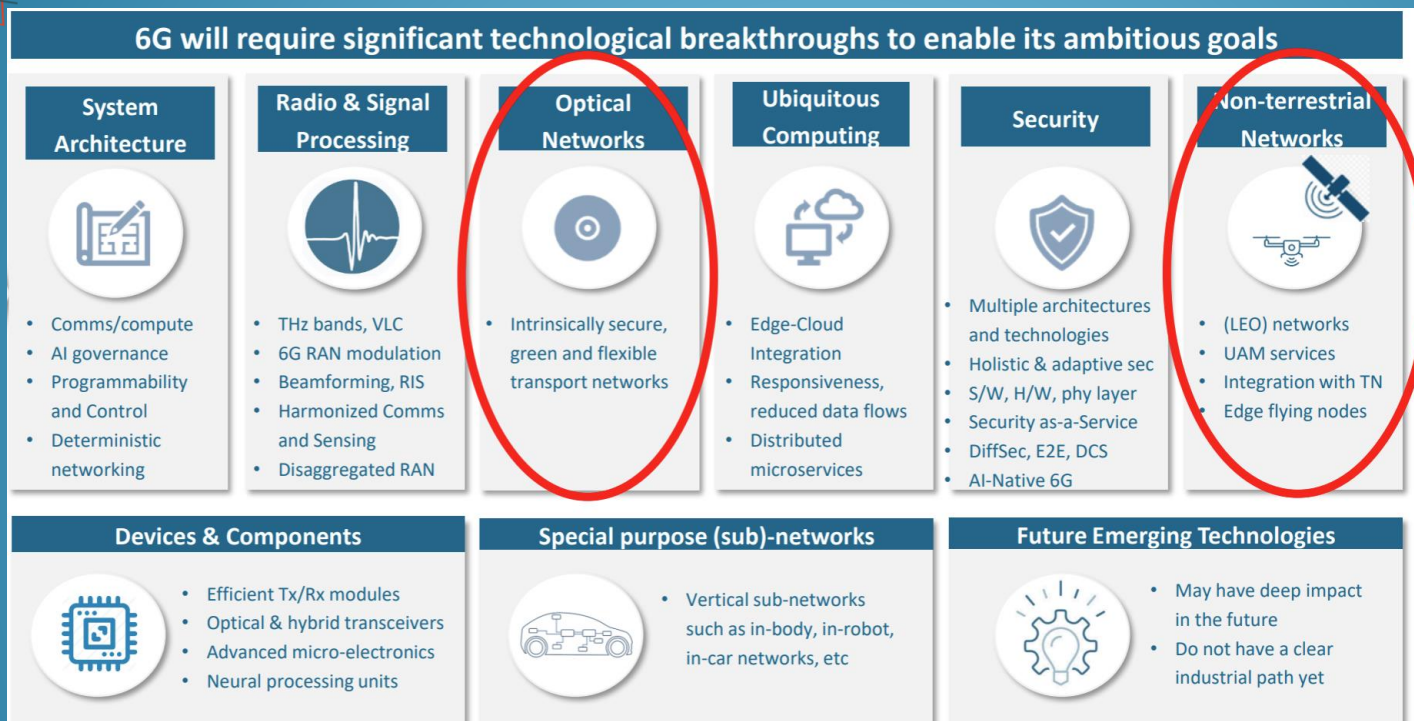 6G will require significant technological breakthroughs to enable its ambitious goals
System
Architecture
• Comms/compute
• AI governance
• Programmability
and Control
• Deterministic
networking
Radio & Signal
Processing
• THz bands, VLC
• 6G RAN modulation
• Beamforming, RIS
• Harmonized Comms
and Sensing
• Disaggregated RAN
Optical
Networks
• Intrinsically secure,
green and flexible
transport networks
Ubiquitous
Computing
• Edge-Cloud
Integration
• Responsiveness,
reduced data flows
• Distributed
microservices
Security
• Multiple architectures
and technologies
• Holistic & adaptive sec
• S/W, H/W, phy layer
• Security as-a-Service
• DiffSec, E2E, DCS
• AI-Native 6G
Non-terrestrial
Networks
• (LEO) networks
• UAM services
• Integration with TN
• Edge flying nodes
Devices & Components
• Efficient Tx/Rx modules
• Optical & hybrid transceivers
• Advanced micro-electronics
• Neural processing units
Special purpose (sub)-networks
• Vertical sub-networks
such as in-body, in-robot,
in-car networks, etc
Future Emerging Technologies
• May have deep impact
in the future
• Do not have a clear
industrial path yet